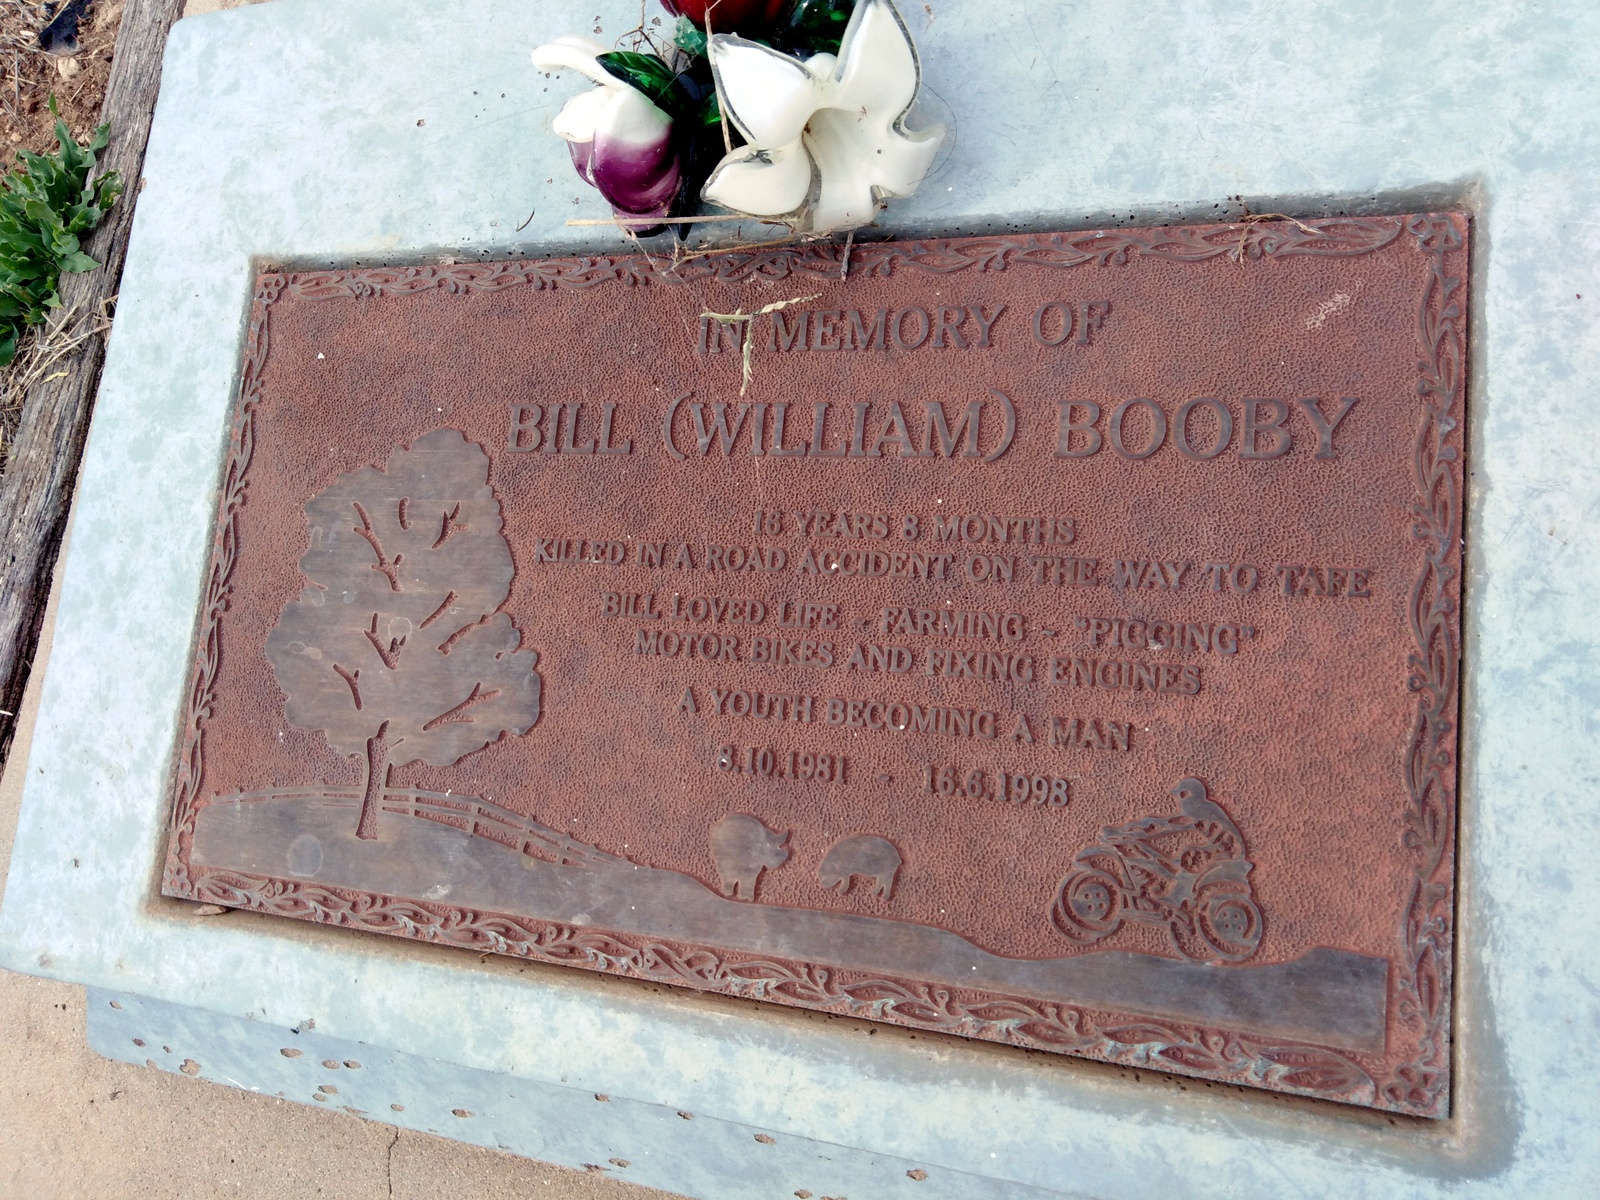 IN MEMORY OF
BILL (WILLIAM) BOOBY
16 YEARS 8 MONTHS
KILLED IN A ROAD ACCIDENT ON THE WAY TO TAFE
BILL LOVED LIFE - FARMING - "PIGGING"
MOTOR BIKES AND FIXING ENGINES
A YOUTH BECOMING A MAN
8.10.1981 - 16.6.1998